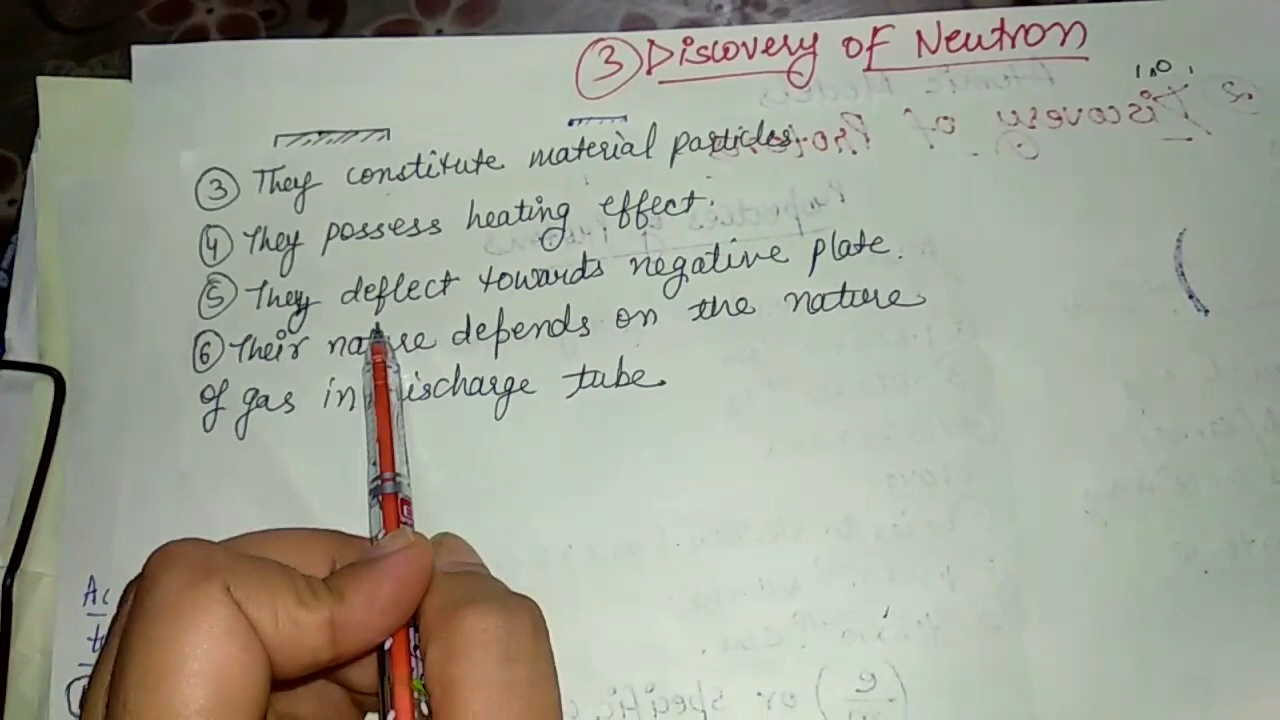 ③ Discovery of Neutron
③ They constitute material particles.
④ They possess heating effect.
⑤ They deflect towards negative plate.
⑥ Their nature depends on the nature
of gas in discharge tube.